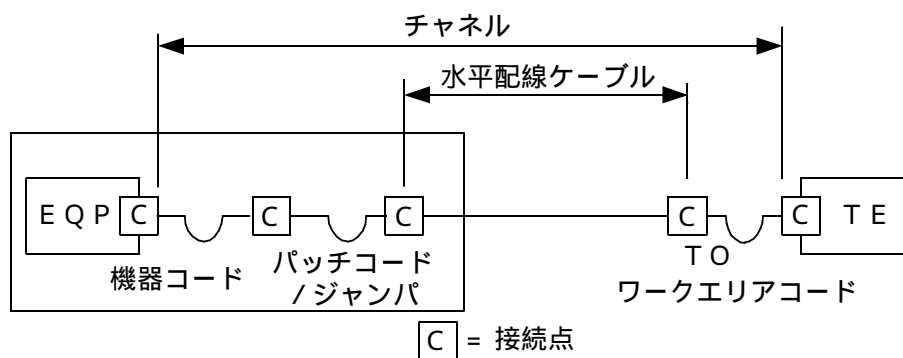 チャネル
水平配線ケーブル
EQP C C C C C TE
機器コード
パッチコード
/ジャンパ
TO
ワークエリアコード
C = 接続点